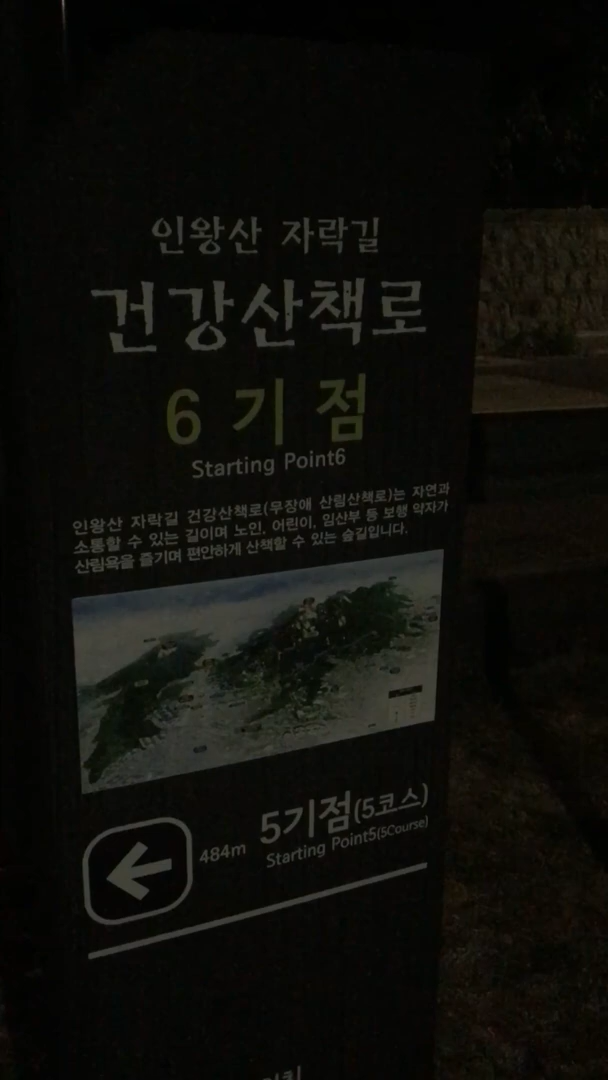 인왕산 자락길
건강산책로
6 기 점
Starting Point6
인왕산 자락길 건강산책로(무장애 산림산책로)는 자연과
소통할 수 있는 길이며 노인, 어린이, 임산부 등 보행 약자가
산림욕을 즐기며 편안하게 산책할 수 있는 숲길입니다.
484m
5기점(5코스)
Starting Point5(5Course)